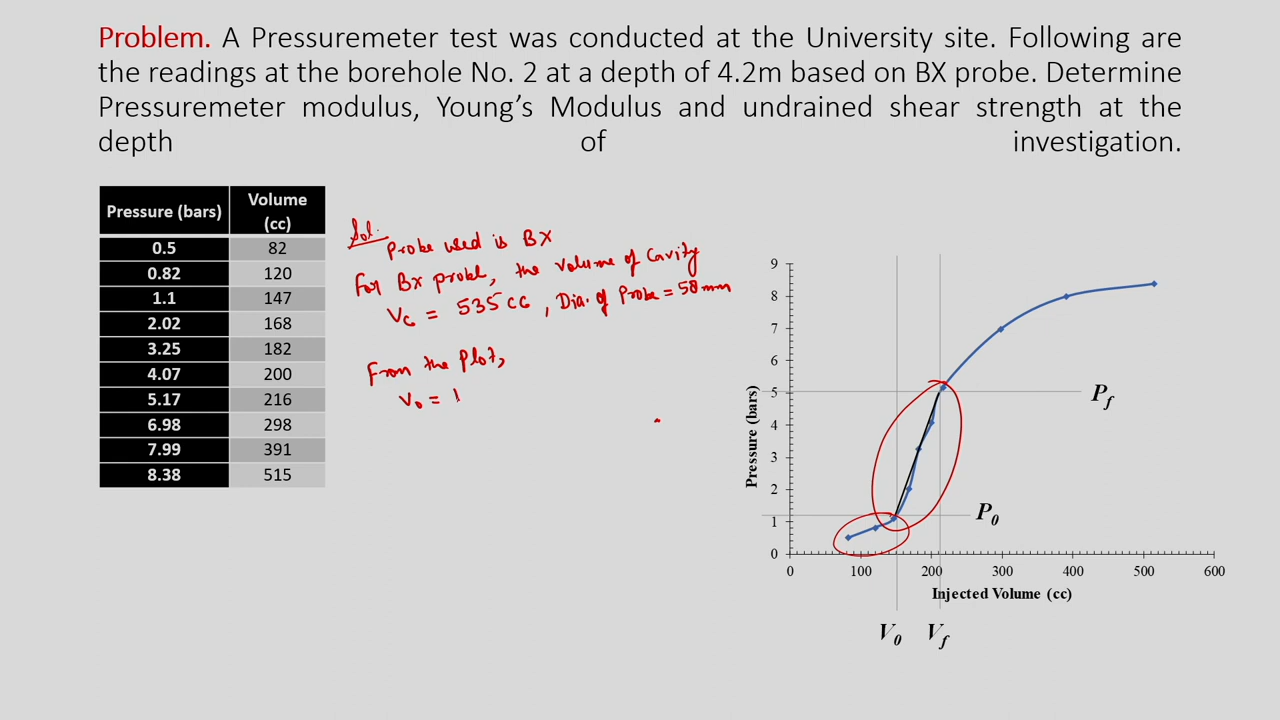 Problem. A Pressuremeter test was conducted at the University site. Following are
the readings at the borehole No. 2 at a depth of 4.2m based on BX probe. Determine
Pressuremeter modulus, Young's Modulus and undrained shear strength at the
depth of investigation.
Pressure (bars) Volume (cc)
0.5 82
0.82 120
1.1 147
2.02 168
3.25 182
4.07 200
5.17 216
6.98 298
7.99 391
8.38 515
Sol:
Probe used is BX
For Bx probe, the volume of Cavity
Vc = 535 cc, Dia. of Probe = 58 mm
From the Plot,
V0 = 1
Pressure (bars)
9
8
7
6
5
4
3
2
1
0
Pf
P0
0 100 200 300 400 500 600
Injected Volume (cc)
V0 Vf